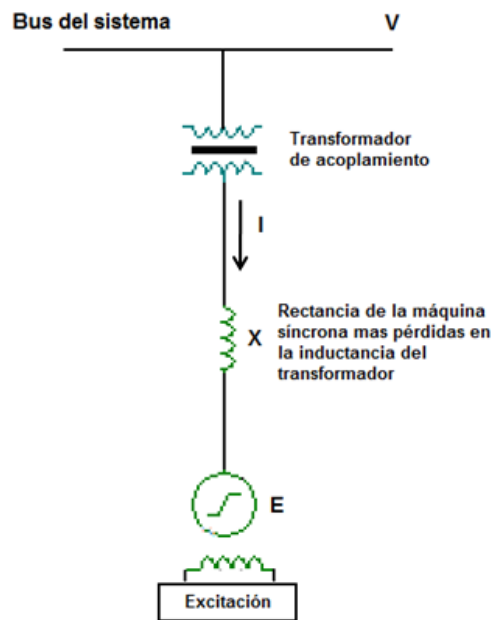 Bus del sistema V
Transformador
de acoplamiento
I
Rectancia de la máquina
síncrona mas pérdidas en
la inductancia del
transformador
X
E
Excitación